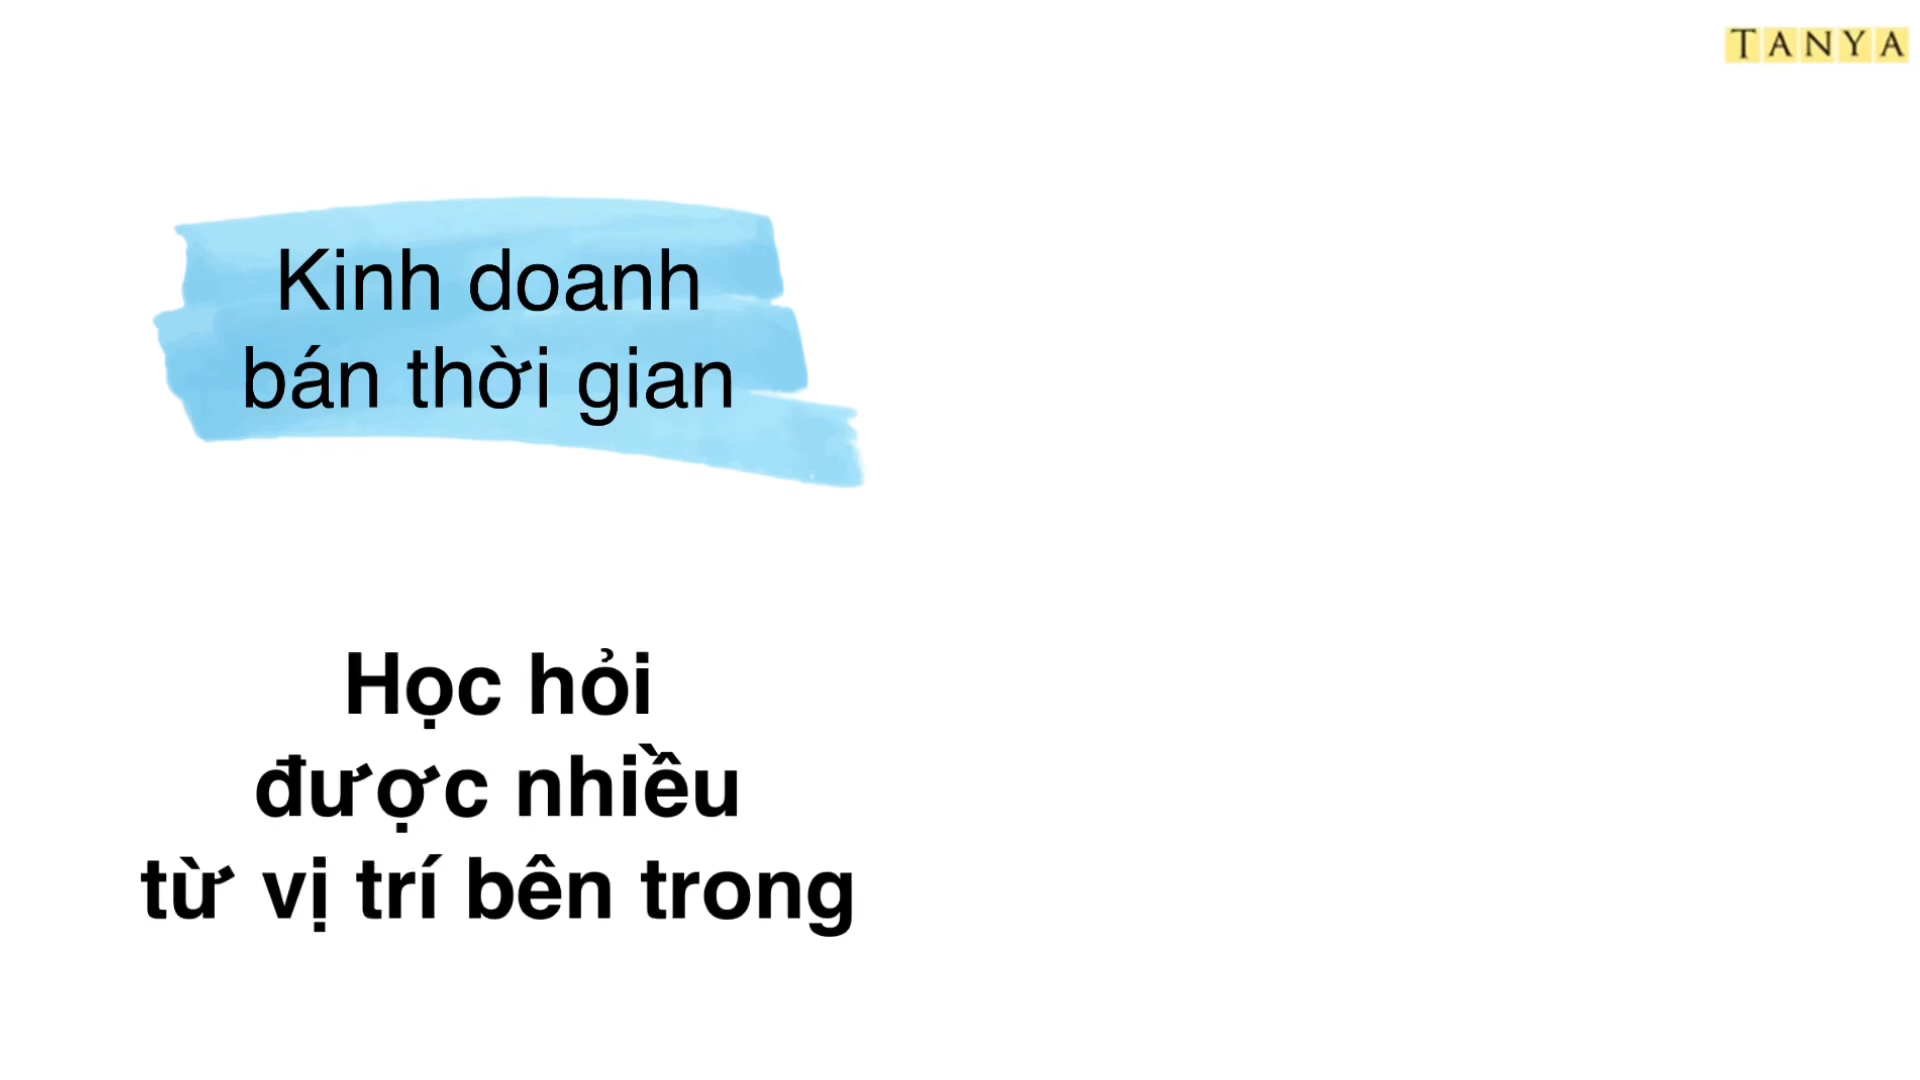 TANYA
Kinh doanh
bán thời gian
Học hỏi
được nhiều
từ vị trí bên trong